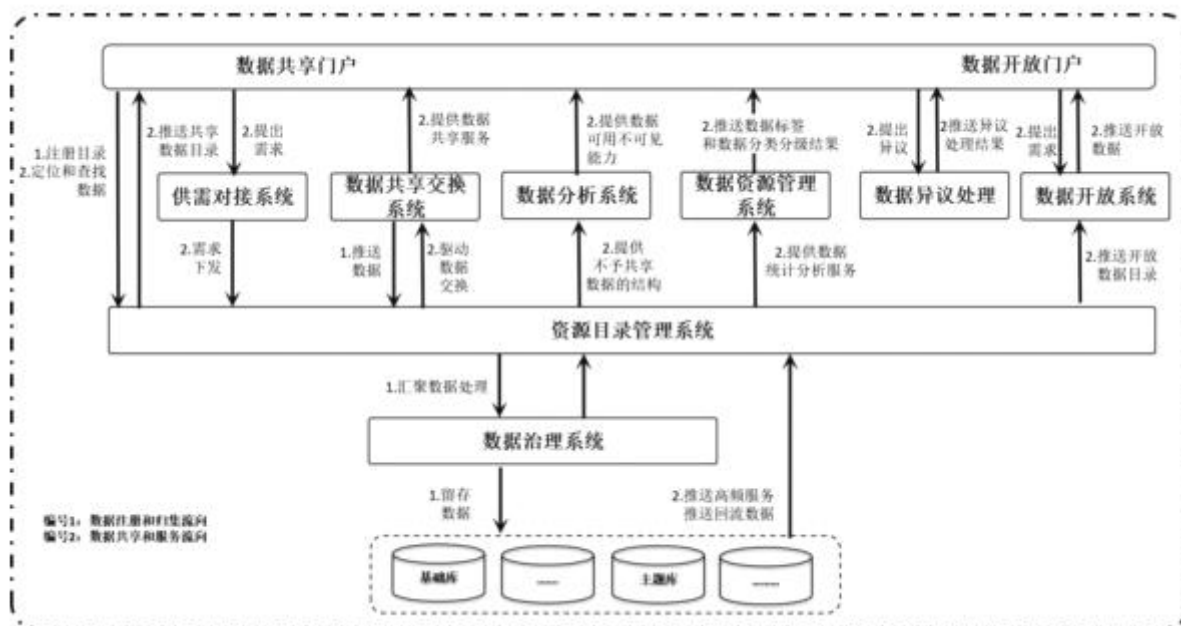 数据共享门户
数据开放门户
1.注册目录
2.定位和查找
数据
2.推送共享
数据目录
2.提出
需求
2.提供数据
共享服务
2.提供数据
可用不可见
能力
2.推送数据标签
和数据分类分级结果
2.提出
异议
2.推送异议
处理结果
2.提出
需求
2.推送开放
数据
供需对接系统
数据共享交换
系统
数据分析系统
数据资源管理
系统
数据异议处理
数据开放系统
2.需求
下发
1.推送
数据
2.驱动
数据
交换
2.提供
不予共享
数据的结构
2.提供数据
统计分析服务
2.推送开放
数据目录
资源目录管理系统
1.汇聚数据处理
数据治理系统
1.留存
数据
2.推送高频服务
推送回流数据
编号1：数据注册和归集流向
编号2：数据共享和服务流向
基础库
......
主题库
......